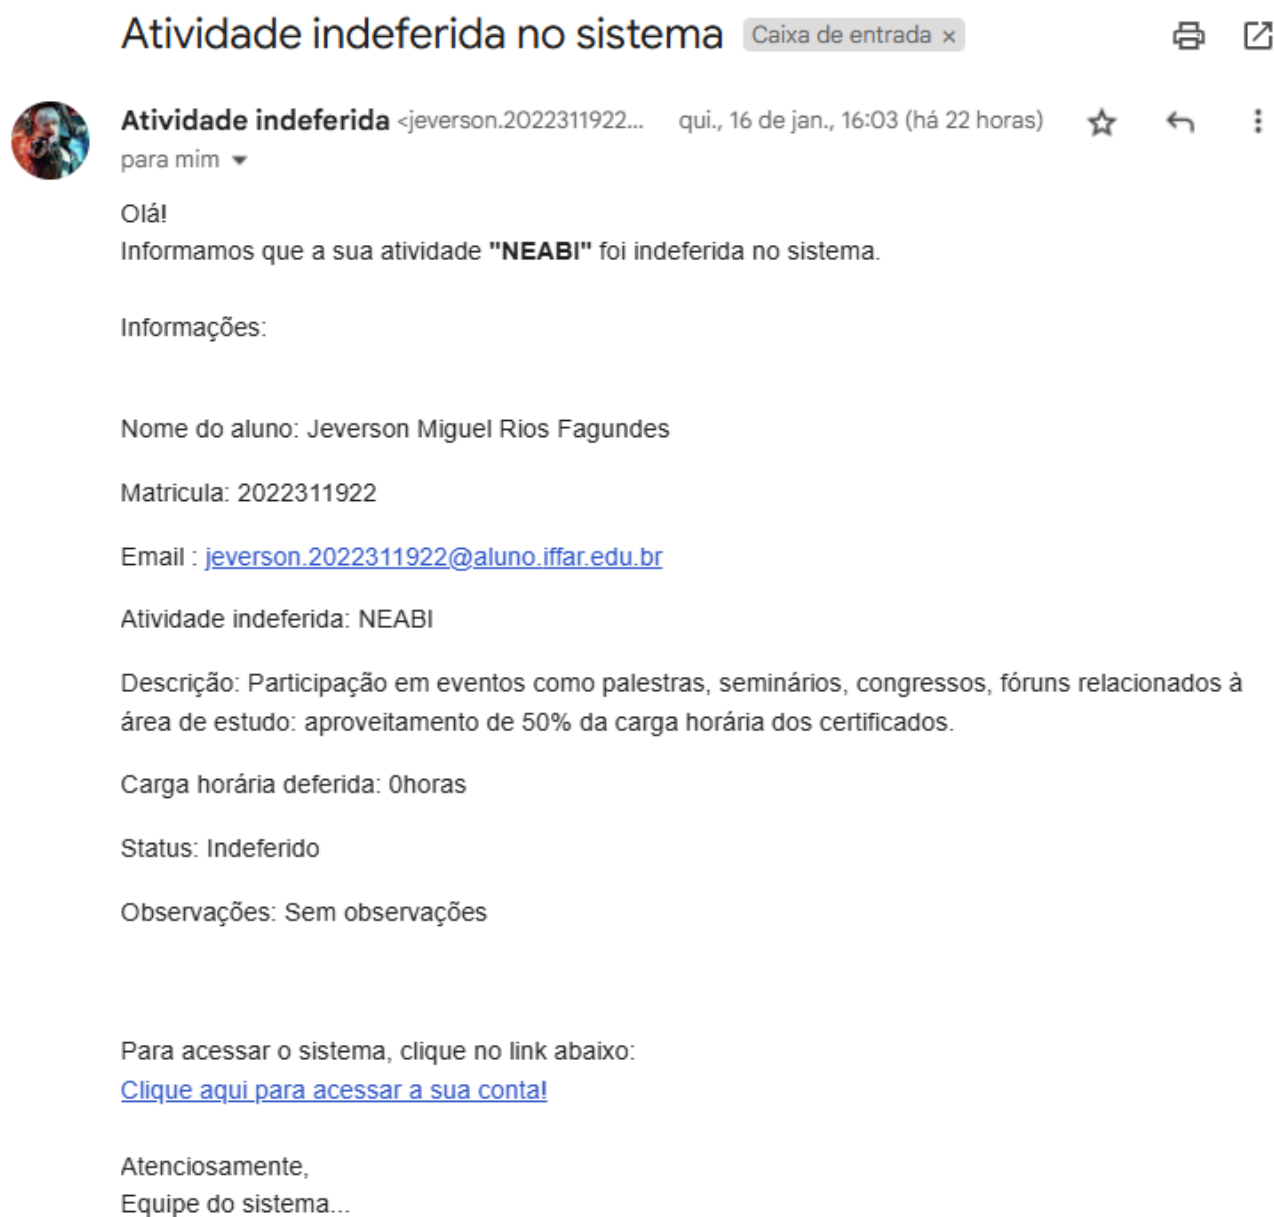 Atividade indeferida no sistema Caixa de entrada ×
Atividade indeferida <jeverson.2022311922... qui., 16 de jan., 16:03 (há 22 horas)
para mim
Olá!
Informamos que a sua atividade "NEABI" foi indeferida no sistema.
Informações:
Nome do aluno: Jeverson Miguel Rios Fagundes
Matricula: 2022311922
Email : jeverson.2022311922@aluno.iffar.edu.br
Atividade indeferida: NEABI
Descrição: Participação em eventos como palestras, seminários, congressos, fóruns relacionados à
área de estudo: aproveitamento de 50% da carga horária dos certificados.
Carga horária deferida: 0horas
Status: Indeferido
Observações: Sem observações
Para acessar o sistema, clique no link abaixo:
Clique aqui para acessar a sua conta!
Atenciosamente,
Equipe do sistema...